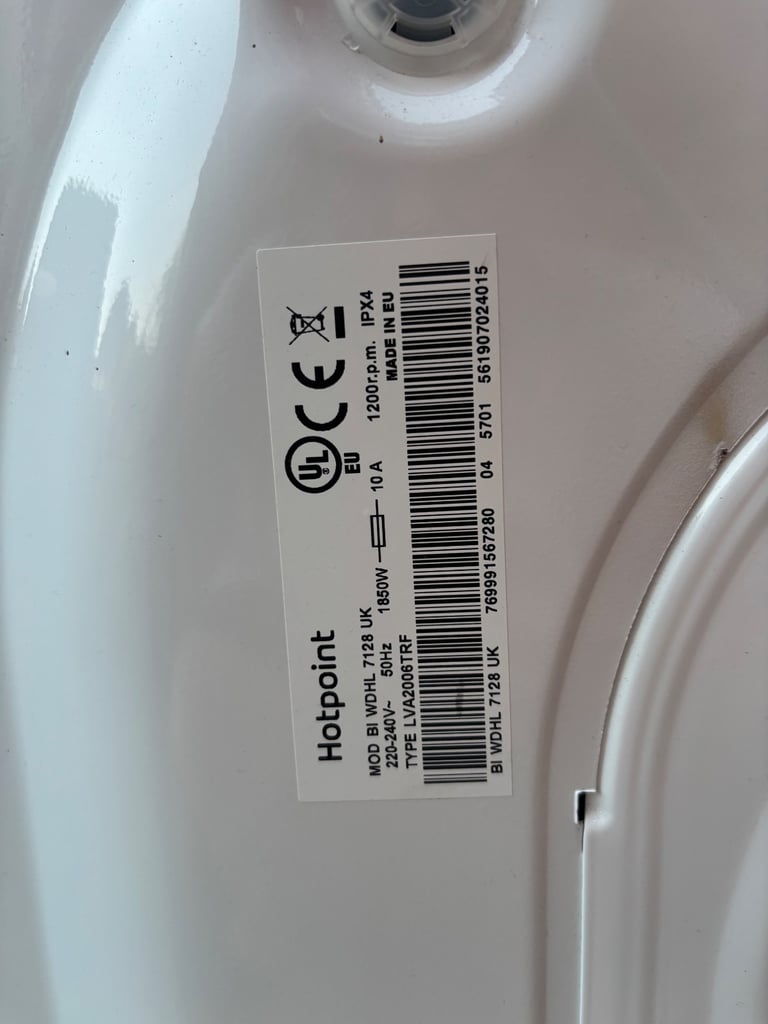 Hotpoint
UL
®
EU
CE
MOD BI WDHL 7128 UK
220-240V~ 50Hz 1850W 10 A 1200r.p.m. IPX4
TYPE LVA2006TRF MADE IN EU
BI WDHL 7128 UK 769991567280 04 5701 561907024015